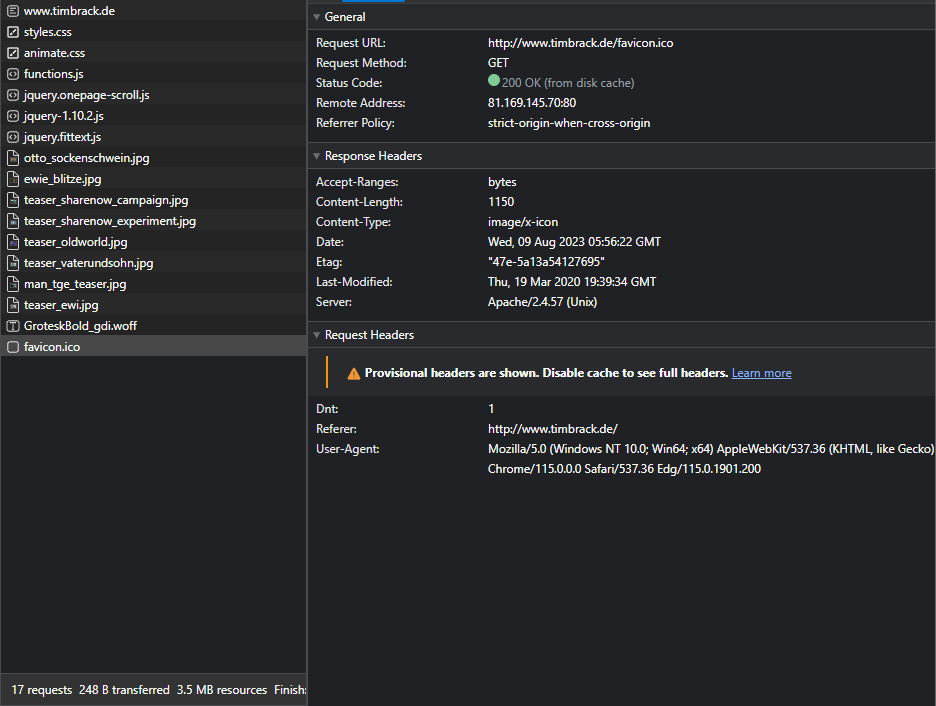 www.timbrack.de
styles.css
animate.css
functions.js
jquery.onepage-scroll.js
jquery-1.10.2.js
jquery.fittext.js
otto_sockenschwein.jpg
ewie_blitze.jpg
teaser_sharenow_campaign.jpg
teaser_sharenow_experiment.jpg
teaser_oldworld.jpg
teaser_vaterundsohn.jpg
man_tge_teaser.jpg
teaser_ewi.jpg
GroteskBold_gdi.woff
favicon.ico
17 requests 248 B transferred 3.5 MB resources Finish:
General
Request URL: http://www.timbrack.de/favicon.ico
Request Method: GET
Status Code: 200 OK (from disk cache)
Remote Address: 81.169.145.70:80
Referrer Policy: strict-origin-when-cross-origin
Response Headers
Accept-Ranges: bytes
Content-Length: 1150
Content-Type: image/x-icon
Date: Wed, 09 Aug 2023 05:56:22 GMT
Etag: "47e-5a13a54127695"
Last-Modified: Thu, 19 Mar 2020 19:39:34 GMT
Server: Apache/2.4.57 (Unix)
Request Headers
Provisional headers are shown. Disable cache to see full headers. Learn more
Dnt: 1
Referer: http://www.timbrack.de/
User-Agent: Mozilla/5.0 (Windows NT 10.0; Win64; x64) AppleWebKit/537.36 (KHTML, like Gecko)
Chrome/115.0.0.0 Safari/537.36 Edg/115.0.1901.200